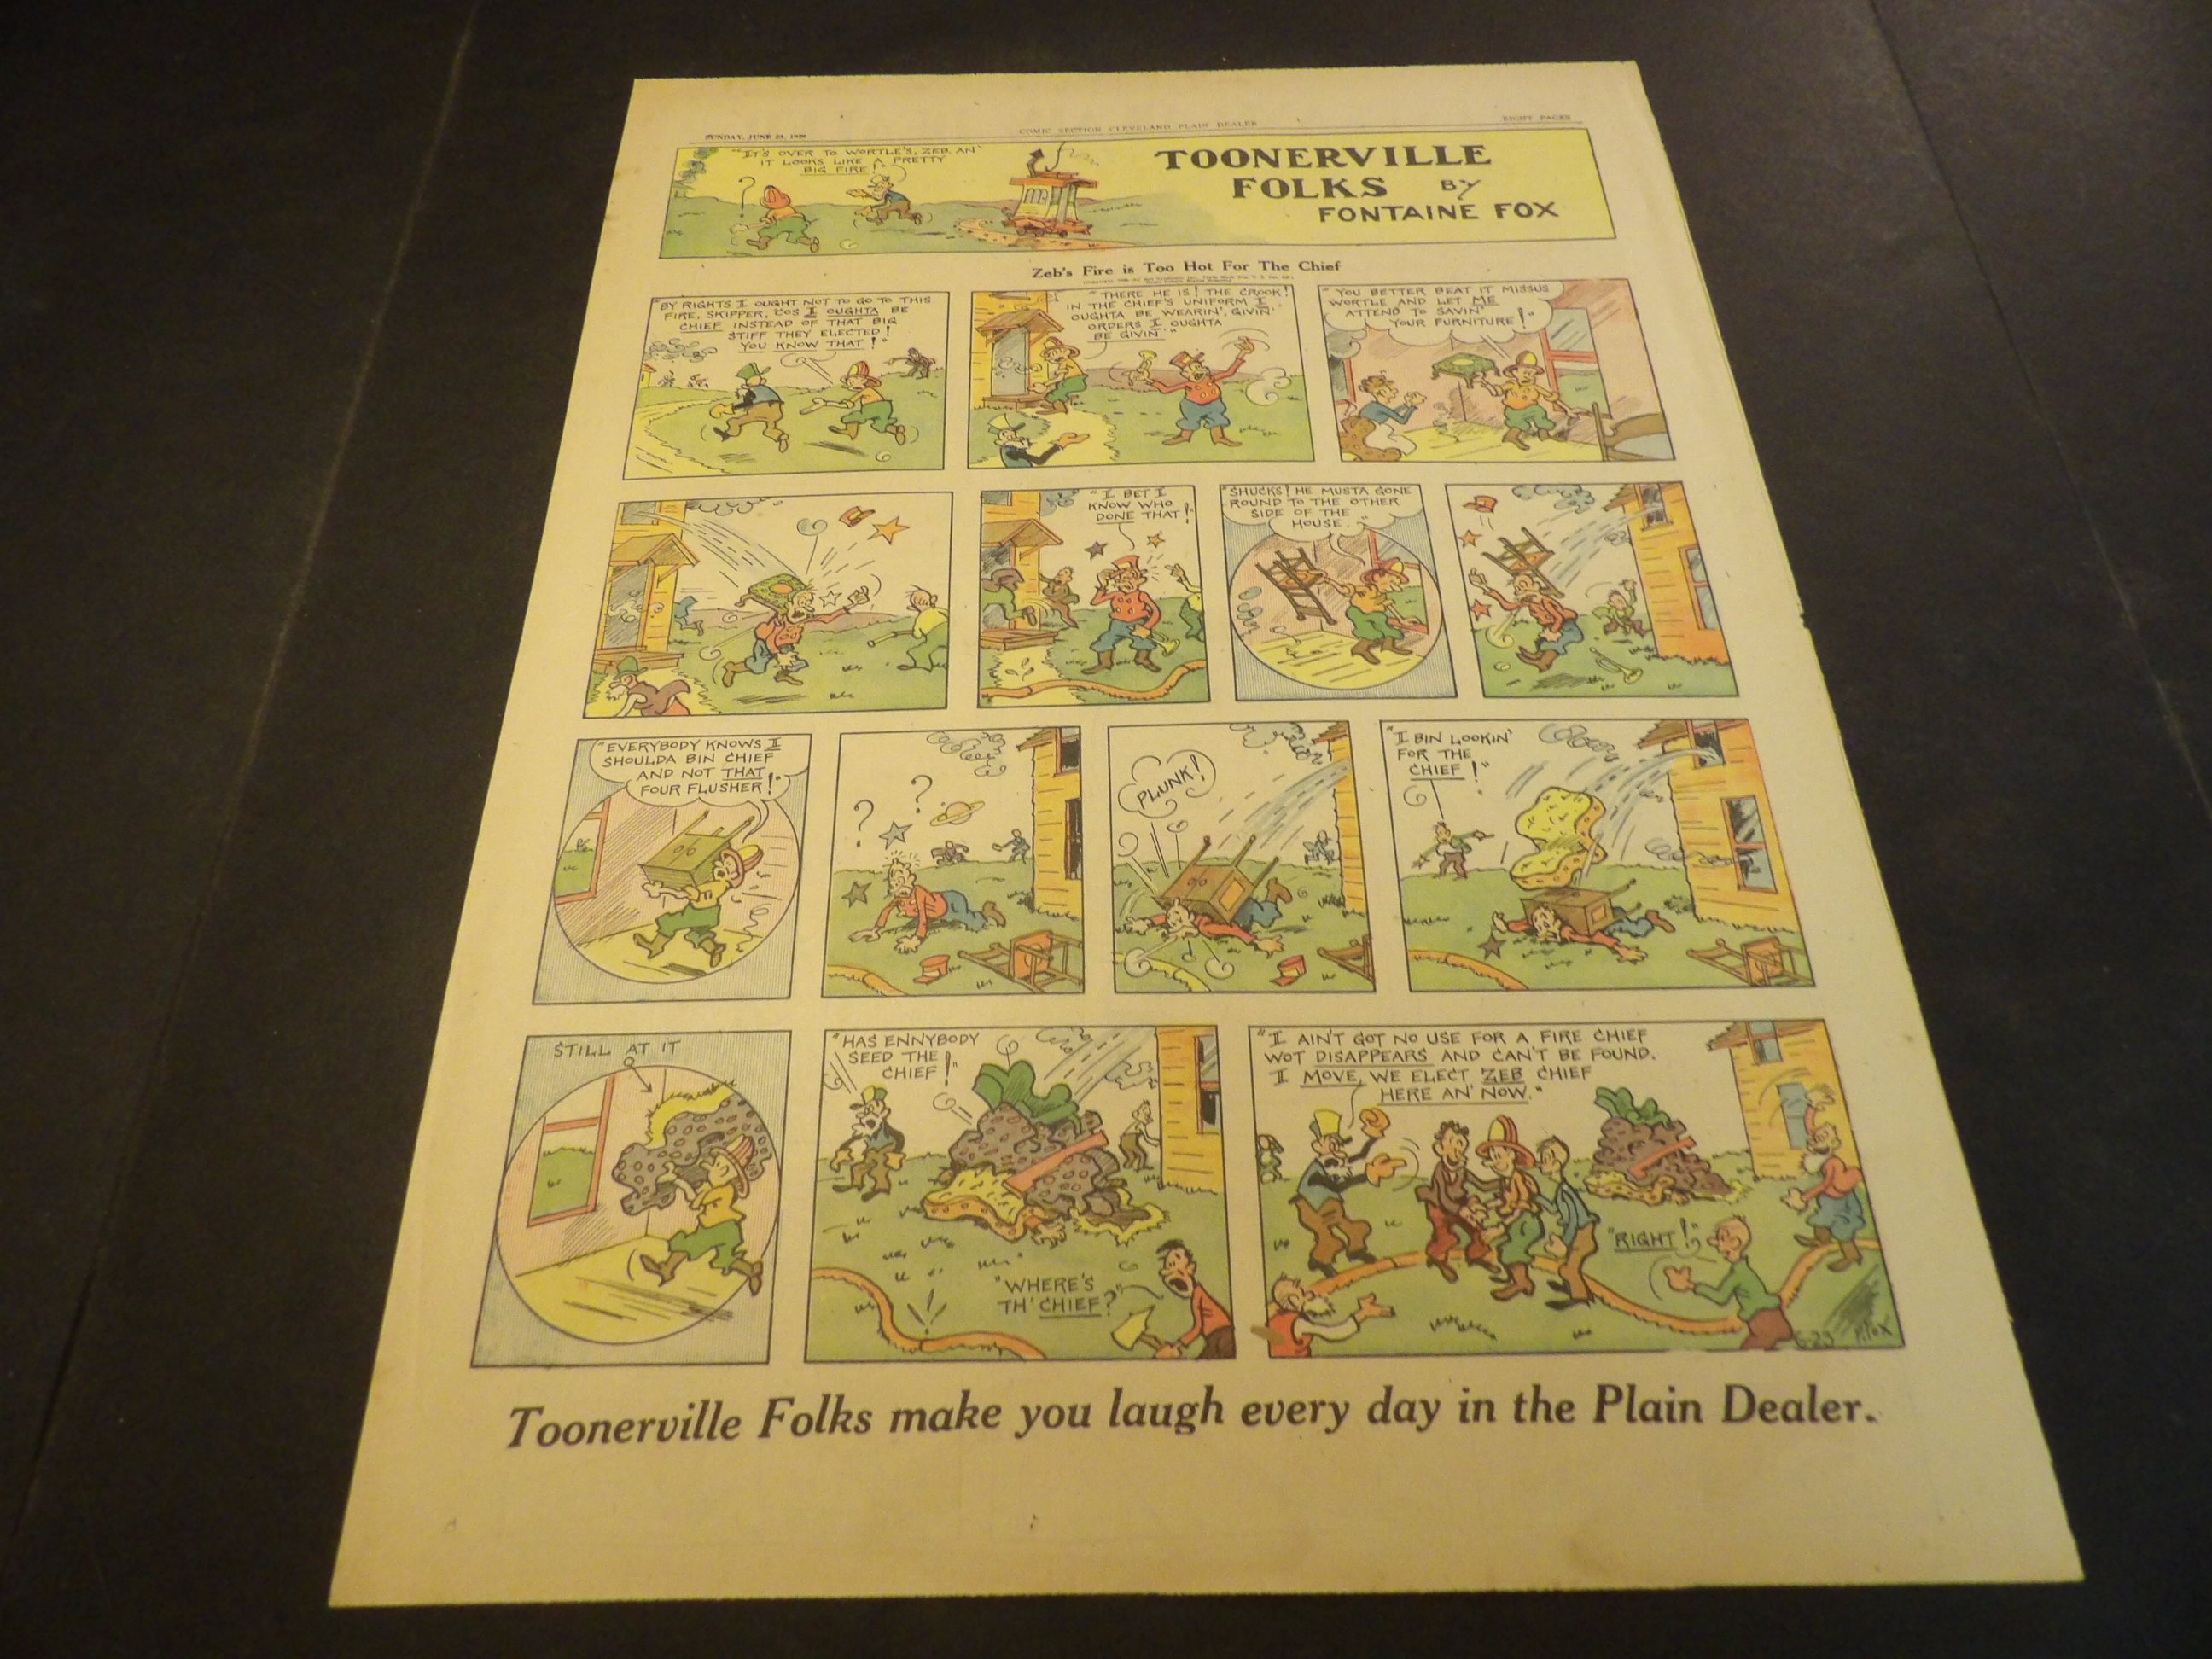 SUNDAY, JUNE 23, 1929
COMIC SECTION CLEVELAND PLAIN DEALER
EIGHT PAGES
"IT'S OVER TO WORTLE'S, ZEB, AN'
IT LOOKS LIKE A PRETTY
BIG FIRE!"
?
TOONERVILLE
FOLKS BY
FONTAINE FOX
Zeb's Fire is Too Hot For The Chief
"BY RIGHTS I OUGHT NOT TO GO TO THIS
FIRE, SKIPPER, 'COS I OUGHTA BE
CHIEF INSTEAD OF THAT BIG
STIFF THEY ELECTED!
YOU KNOW THAT!"
"THERE HE IS! THE CROOK!
IN THE CHIEF'S UNIFORM I
OUGHTA BE WEARIN', GIVIN'
ORDERS I OUGHTA
BE GIVIN'."
"YOU BETTER BEAT IT MISSUS
WORTLE AND LET ME
ATTEND TO SAVIN'
YOUR FURNITURE!"
"I BET I
KNOW WHO
DONE THAT!"
"SHUCKS! HE MUSTA GONE
ROUND TO THE OTHER
SIDE OF THE
HOUSE."
"EVERYBODY KNOWS I
SHOULDA BIN CHIEF
AND NOT THAT
FOUR FLUSHER!"
? ?
PLUNK!
"I BIN LOOKIN'
FOR THE
CHIEF!"
STILL AT IT
"HAS ENNYBODY
SEED THE
CHIEF!"
"WHERE'S
TH' CHIEF?"
"I AIN'T GOT NO USE FOR A FIRE CHIEF
WOT DISAPPEARS AND CAN'T BE FOUND.
I MOVE, WE ELECT ZEB CHIEF
HERE AN' NOW."
"RIGHT!"
6-23 F.FOX
Toonerville Folks make you laugh every day in the Plain Dealer.